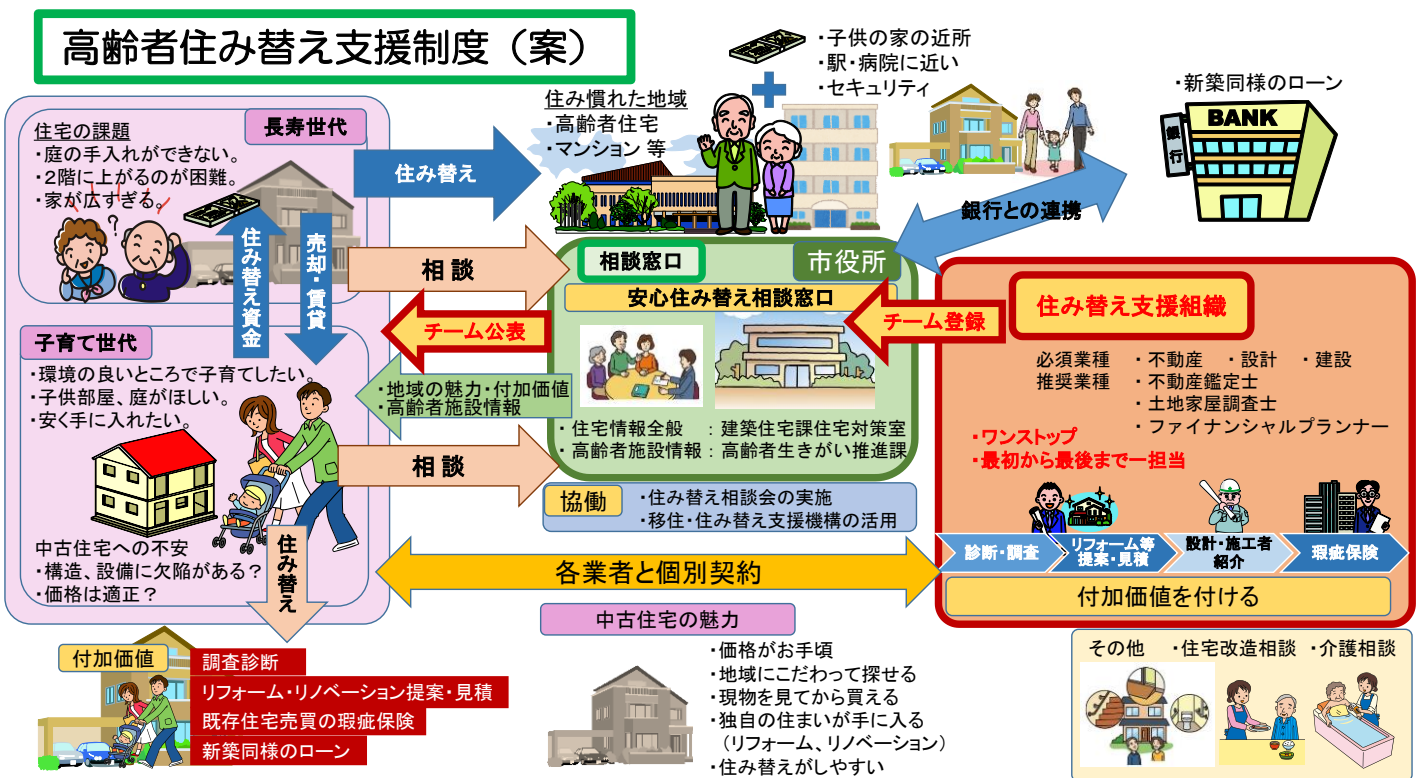 高齢者住み替え支援制度（案）
・子供の家の近所
・駅・病院に近い
・セキュリティ
住み慣れた地域
・高齢者住宅
・マンション 等
・新築同様のローン
BANK
銀行
長寿世代
住宅の課題
・庭の手入れができない。
・２階に上がるのが困難。
・家が広すぎる。
?
住み替え
住み替え資金
売却・賃貸
相談
銀行との連携
相談窓口
市役所
安心住み替え相談窓口
チーム公表
チーム登録
・地域の魅力・付加価値
・高齢者施設情報
・住宅情報全般 ：建築住宅課住宅対策室
・高齢者施設情報：高齢者生きがい推進課
住み替え支援組織
必須業種 ・不動産 ・設計 ・建設
推奨業種 ・不動産鑑定士
・土地家屋調査士
・ファイナンシャルプランナー
・ワンストップ
・最初から最後まで一担当
診断・調査
リフォーム等
提案・見積
設計・施工者
紹介
瑕疵保険
付加価値を付ける
子育て世代
・環境の良いところで子育てしたい。
・子供部屋、庭がほしい。
・安く手に入れたい。
相談
中古住宅への不安
・構造、設備に欠陥がある？
・価格は適正？
住み替え
協働
・住み替え相談会の実施
・移住・住み替え支援機構の活用
各業者と個別契約
付加価値
調査診断
リフォーム・リノベーション提案・見積
既存住宅売買の瑕疵保険
新築同様のローン
中古住宅の魅力
・価格がお手頃
・地域にこだわって探せる
・現物を見てから買える
・独自の住まいが手に入る
（リフォーム、リノベーション）
・住み替えがしやすい
その他 ・住宅改造相談 ・介護相談